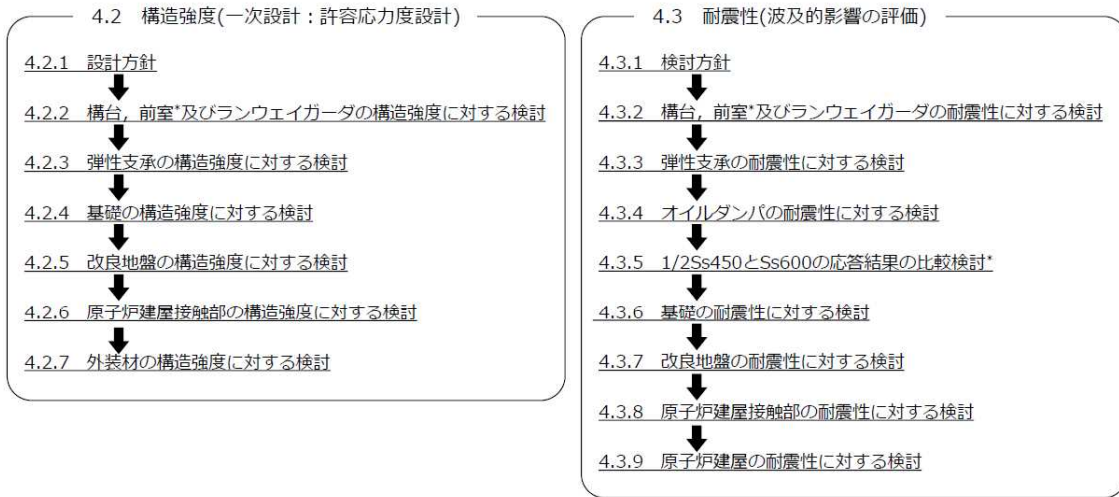 4.2 構造強度(一次設計：許容応力度設計)
4.2.1 設計方針
4.2.2 構台，前室*及びランウェイガーダの構造強度に対する検討
4.2.3 弾性支承の構造強度に対する検討
4.2.4 基礎の構造強度に対する検討
4.2.5 改良地盤の構造強度に対する検討
4.2.6 原子炉建屋接触部の構造強度に対する検討
4.2.7 外装材の構造強度に対する検討
4.3 耐震性(波及的影響の評価)
4.3.1 検討方針
4.3.2 構台，前室*及びランウェイガーダの耐震性に対する検討
4.3.3 弾性支承の耐震性に対する検討
4.3.4 オイルダンパの耐震性に対する検討
4.3.5 1/2Ss450とSs600の応答結果の比較検討*
4.3.6 基礎の耐震性に対する検討
4.3.7 改良地盤の耐震性に対する検討
4.3.8 原子炉建屋接触部の耐震性に対する検討
4.3.9 原子炉建屋の耐震性に対する検討